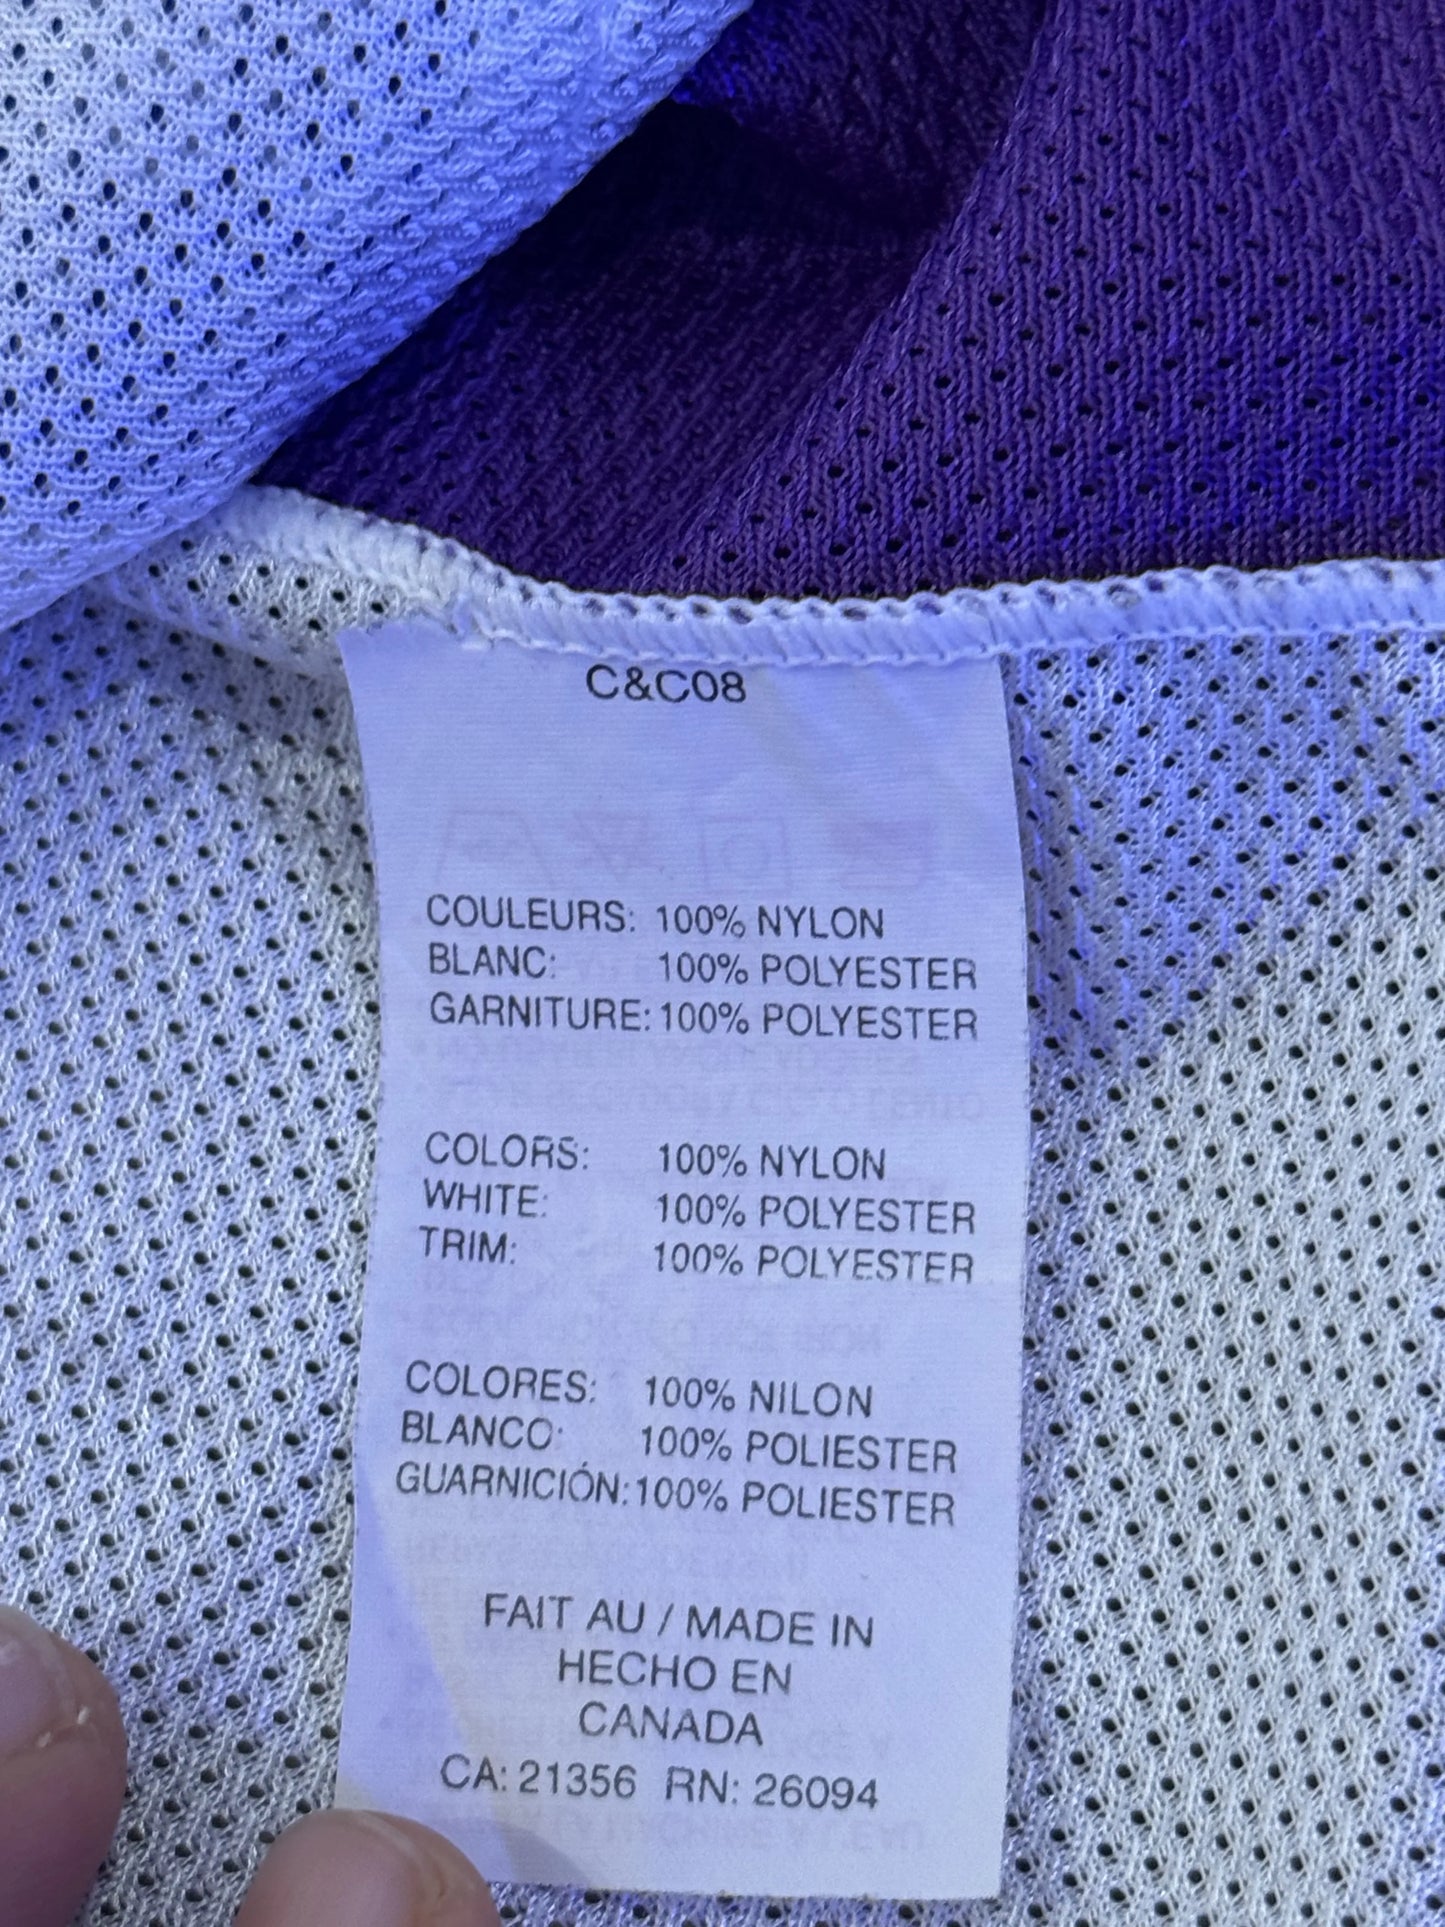 C&C08
COULEURS: 100% NYLON
BLANC: 100% POLYESTER
GARNITURE: 100% POLYESTER
COLORS: 100% NYLON
WHITE: 100% POLYESTER
TRIM: 100% POLYESTER
COLORES: 100% NILON
BLANCO: 100% POLIESTER
GUARNICIÓN: 100% POLIESTER
FAIT AU / MADE IN
HECHO EN
CANADA
CA: 21356 RN: 26094